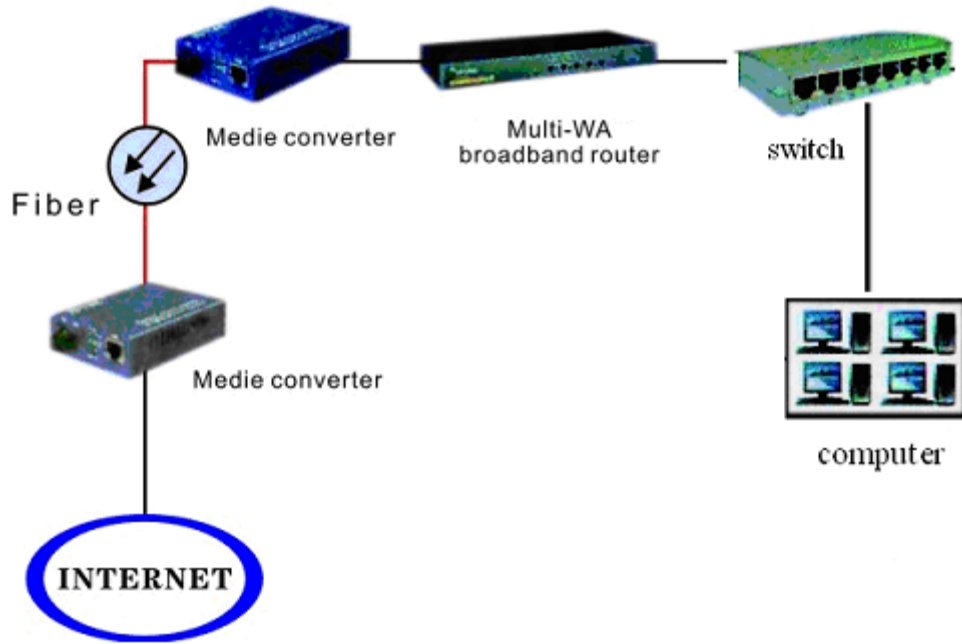 Medie converter
Multi-WA
broadband router
switch
Fiber
Medie converter
computer
INTERNET